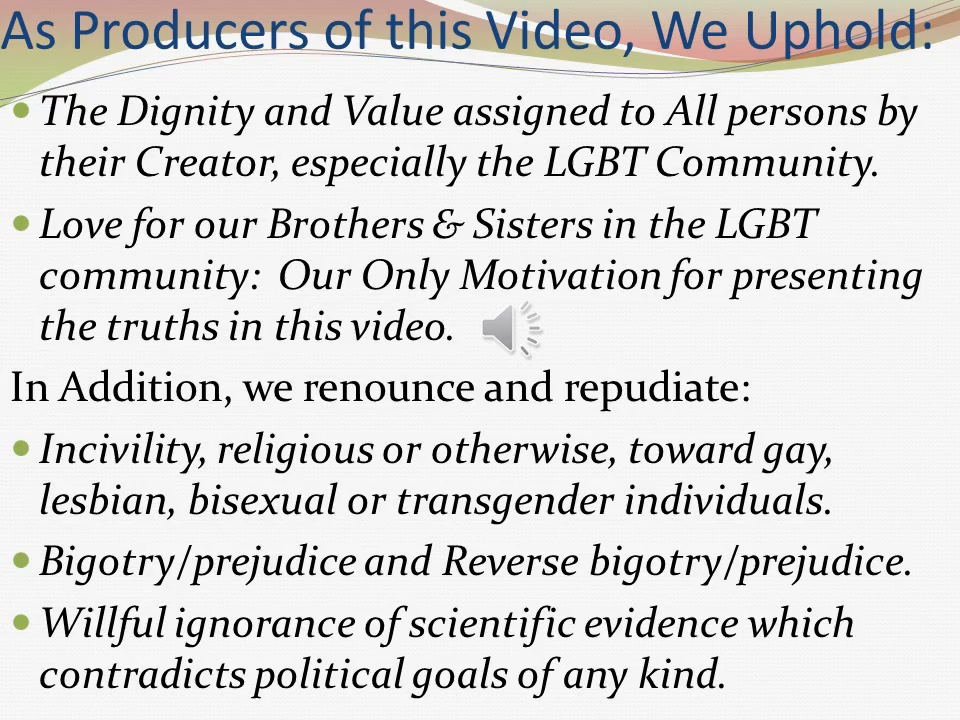 As Producers of this Video, We Uphold:
• The Dignity and Value assigned to All persons by
their Creator, especially the LGBT Community.
• Love for our Brothers & Sisters in the LGBT
community:  Our Only Motivation for presenting
the truths in this video.
In Addition, we renounce and repudiate:
• Incivility, religious or otherwise, toward gay,
lesbian, bisexual or transgender individuals.
• Bigotry/prejudice and Reverse bigotry/prejudice.
• Willful ignorance of scientific evidence which
contradicts political goals of any kind.